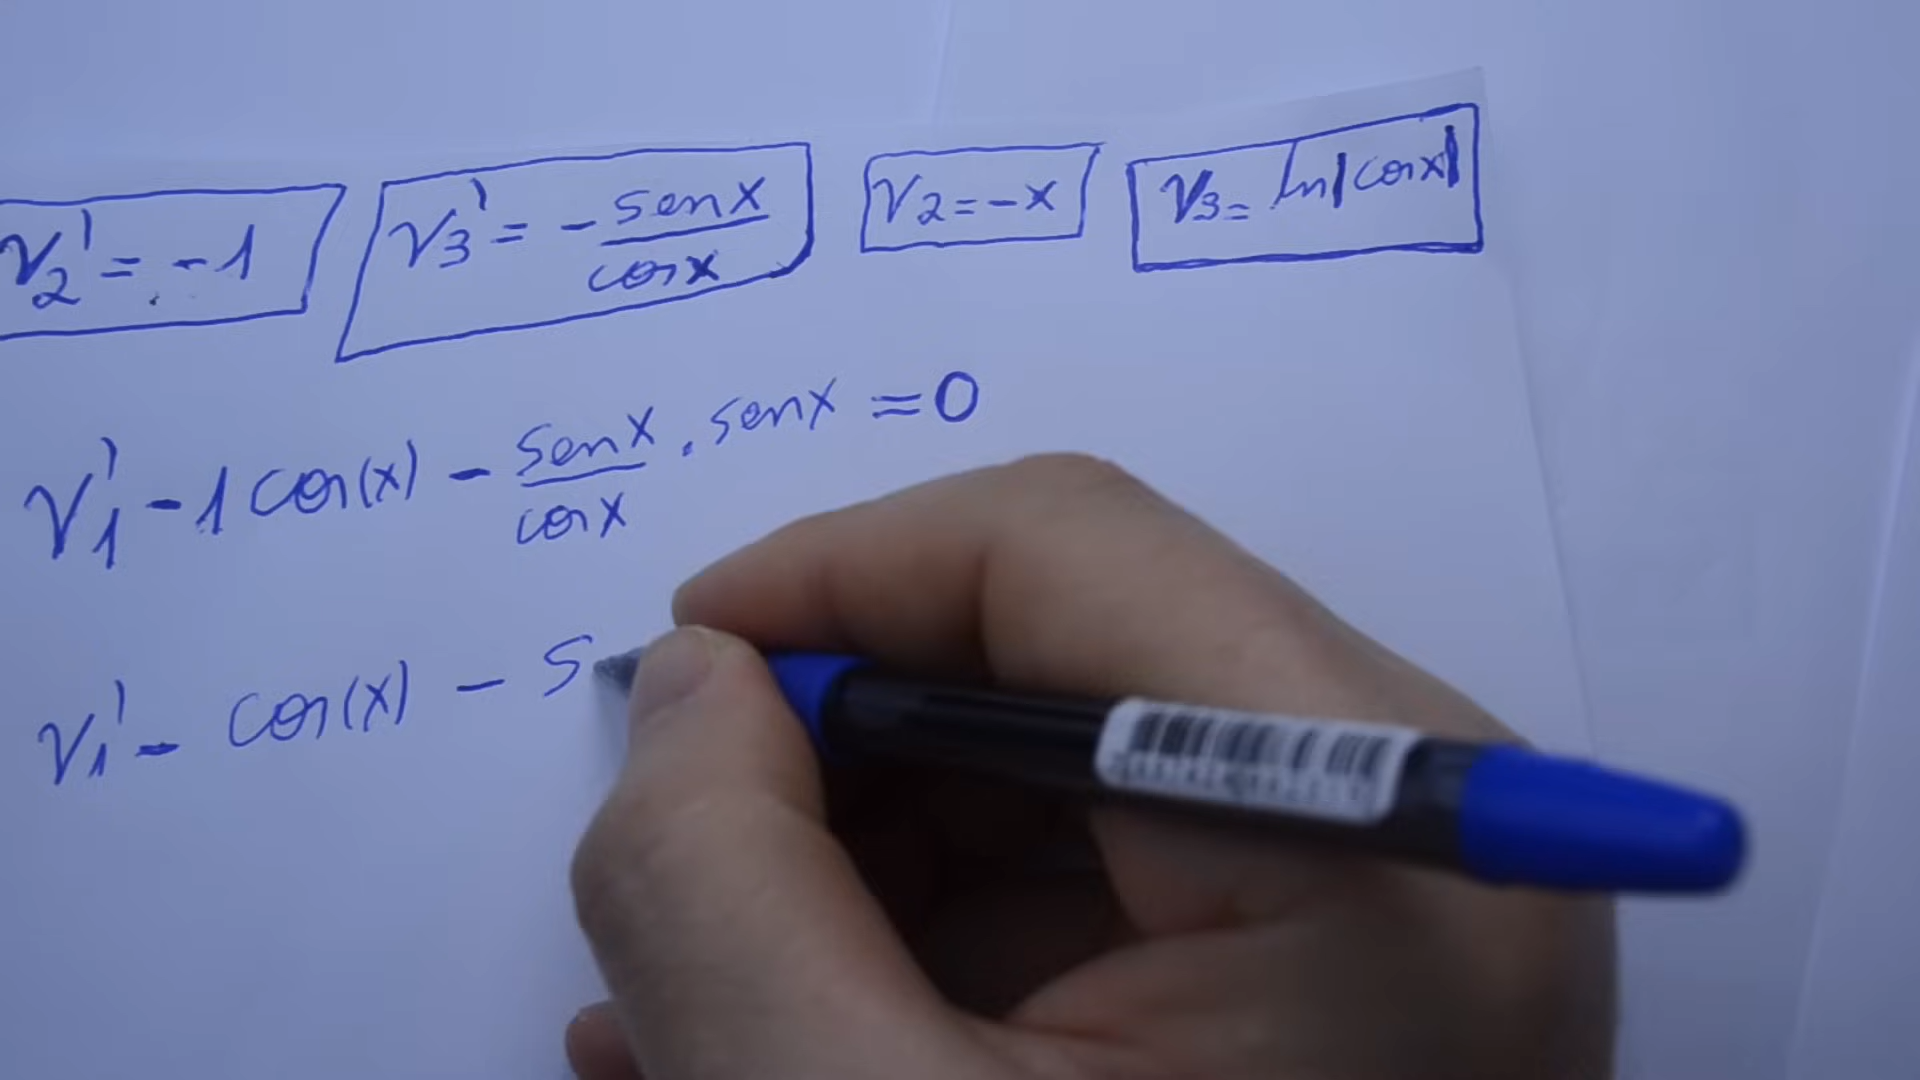 v₂' = -1   v₃' = - senx/cosx   v₂ = -x   v₃ = ln|cosx|
v₁' - 1 cos(x) - senx/cosx . senx = 0
v₁' - cos(x) - s